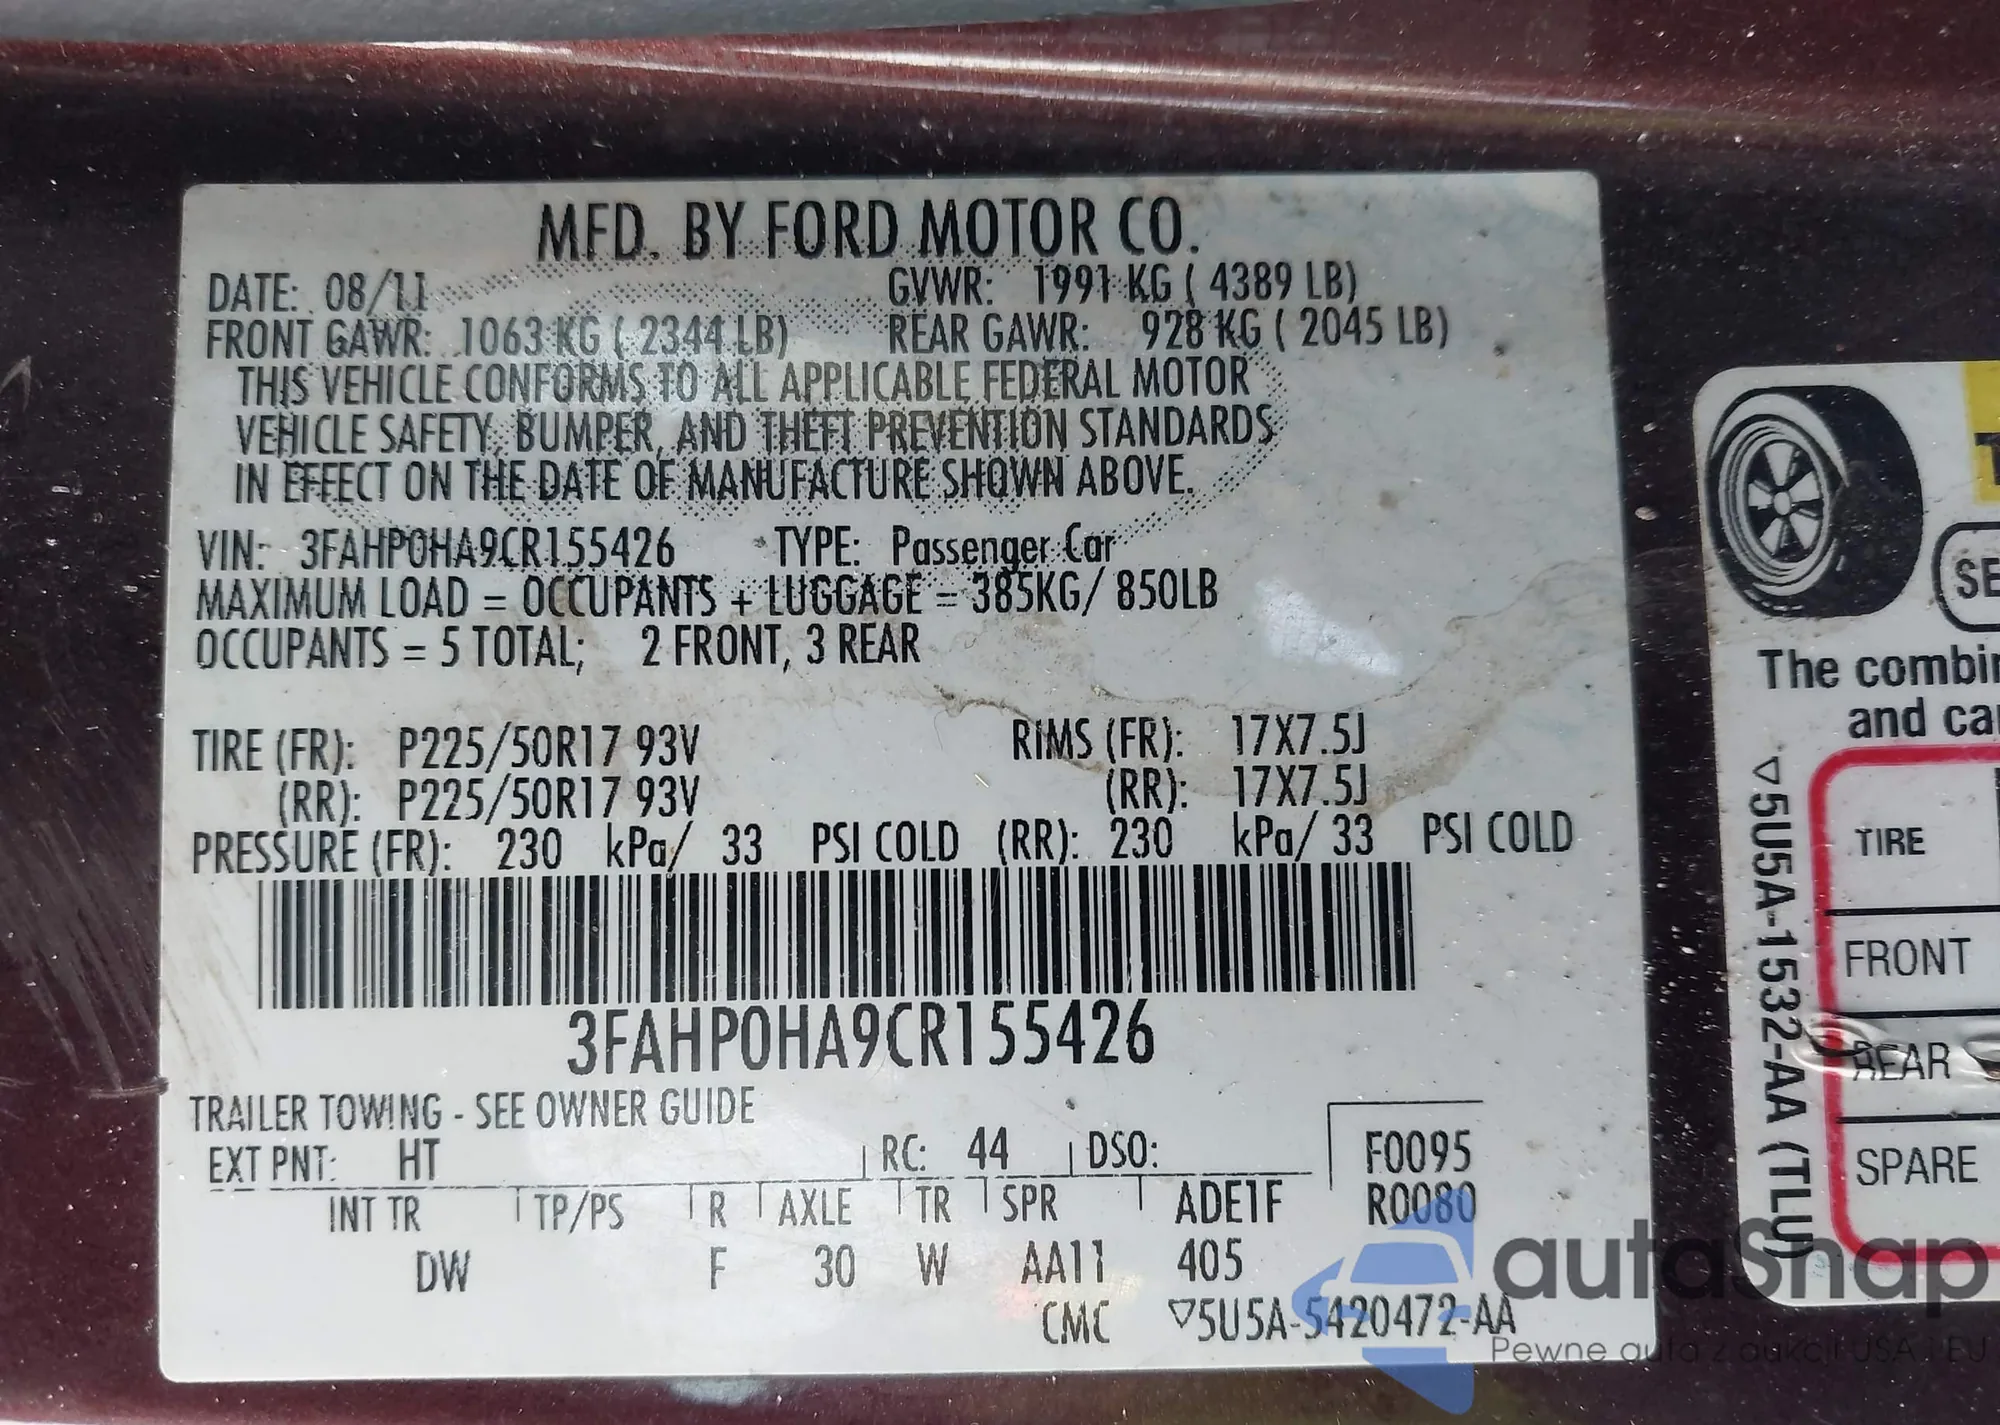 MFD. BY FORD MOTOR CO.
DATE: 08/11 GVWR: 1991 KG ( 4389 LB)
FRONT GAWR: 1063 KG ( 2344 LB) REAR GAWR: 928 KG ( 2045 LB)
THIS VEHICLE CONFORMS TO ALL APPLICABLE FEDERAL MOTOR
VEHICLE SAFETY, BUMPER, AND THEFT PREVENTION STANDARDS
IN EFFECT ON THE DATE OF MANUFACTURE SHOWN ABOVE.
VIN: 3FAHP0HA9CR155426 TYPE: Passenger Car
MAXIMUM LOAD = OCCUPANTS + LUGGAGE = 385KG/ 850LB
OCCUPANTS = 5 TOTAL; 2 FRONT, 3 REAR
TIRE (FR): P225/50R17 93V RIMS (FR): 17X7.5J
(RR): P225/50R17 93V (RR): 17X7.5J
PRESSURE (FR): 230 kPa/ 33 PSI COLD (RR): 230 kPa/ 33 PSI COLD
3FAHP0HA9CR155426
TRAILER TOWING - SEE OWNER GUIDE
EXT PNT: HT RC: 44 DSO: F0095
INT TR TP/PS R AXLE TR SPR ADE1F R0080
DW F 30 W AA11 405
CMC ▽5U5A-5420472-AA
SE
The combin
and ca
▽5U5A-1532-AA (TLU)
TIRE
FRONT
REAR
SPARE
autaSnap
Pewne auta z aukcji USA i EU